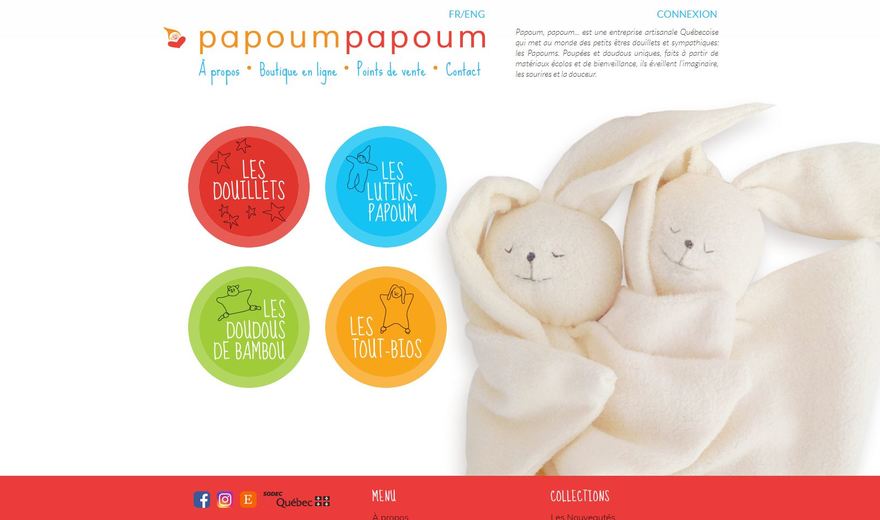 FR/ENG
CONNEXION
papoumpapoum
Papoum, papoum... est une entreprise artisanale Québecoise
qui met au monde des petits êtres douillets et sympathiques:
les Papoums. Poupées et doudous uniques, faits à partir de
matériaux écolos et de bienveillance, ils éveillent l'imaginaire,
les sourires et la douceur.
À propos • Boutique en ligne • Points de vente • Contact
LES
DOUILLETS
LES
LUTINS-
PAPOUM
LES
DOUDOUS
DE BAMBOU
LES
TOUT-BIOS
SODEC
Québec
MENU
COLLECTIONS
À propos
Les Nouveautés